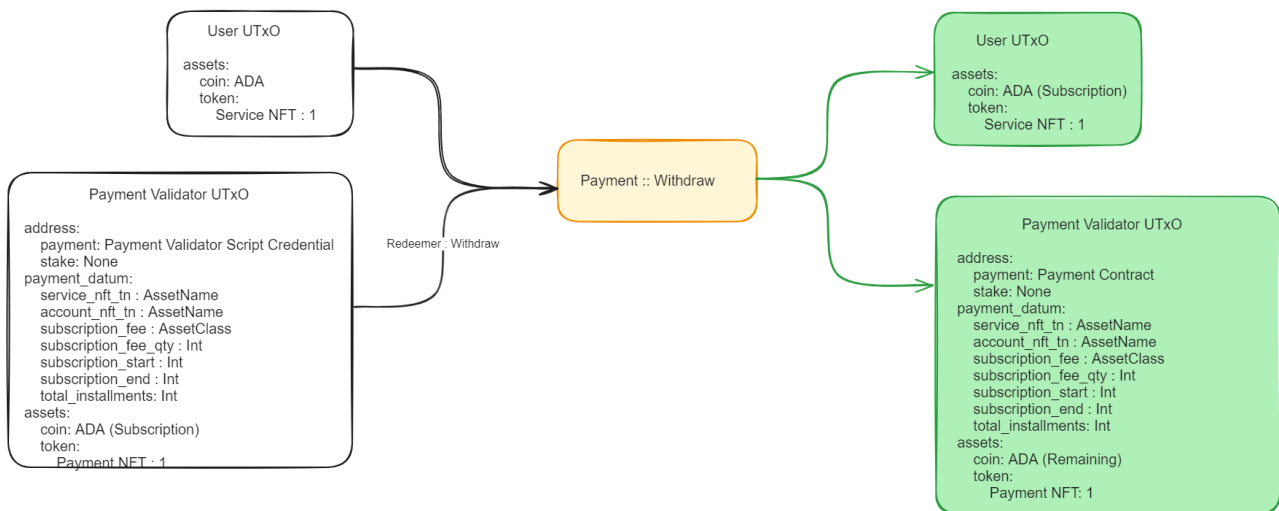 User UTxO
assets:
coin: ADA
token:
Service NFT : 1
Payment Validator UTxO
address:
payment: Payment Validator Script Credential
stake: None
payment_datum:
service_nft_tn : AssetName
account_nft_tn : AssetName
subscription_fee : AssetClass
subscription_fee_qty : Int
subscription_start : Int
subscription_end : Int
total_installments: Int
assets:
coin: ADA (Subscription)
token:
Payment NFT : 1
Redeemer : Withdraw
Payment :: Withdraw
User UTxO
assets:
coin: ADA (Subscription)
token:
Service NFT : 1
Payment Validator UTxO
address:
payment: Payment Contract
stake: None
payment_datum:
service_nft_tn : AssetName
account_nft_tn : AssetName
subscription_fee : AssetClass
subscription_fee_qty : Int
subscription_start : Int
subscription_end : Int
total_installments: Int
assets:
coin: ADA (Remaining)
token:
Payment NFT: 1